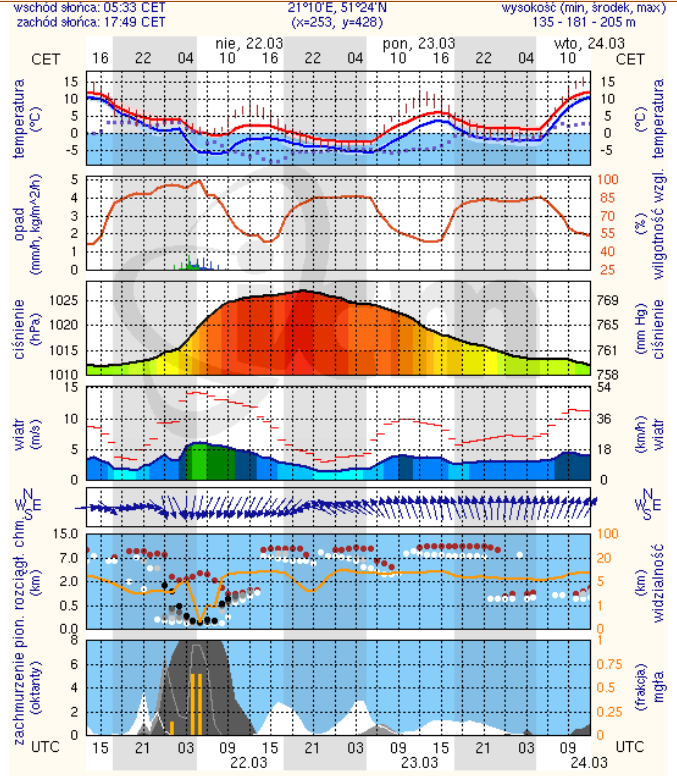 wschód słońca: 05:33 CET 21°10'E, 51°24'N wysokość (min, środek, max)
zachód słońca: 17:49 CET (x=253, y=428) 135 - 181 - 205 m
nie, 22.03 pon, 23.03 wto, 24.03
CET 16 22 04 10 16 22 04 10 16 22 04 10 CET
temperatura
(°C)
15
10
5
0
-5
15
10
5
0
-5
temperatura
(°C)
opad
(mm/h, kg/m^2/h)
5
4
3
2
1
0
100
85
70
55
40
25
(%)
wilgotność wzgl.
ciśnienie
(hPa)
1025
1020
1015
1010
769
765
761
758
(mm Hg)
ciśnienie
wiatr
(m/s)
15
10
5
0
54
36
18
0
(km/h)
wiatr
N
W E
S
N
W E
S
zachmurzenie pion. rozciągł. chm.
(oktanty) (km)
15.0
7.0
2.0
0.5
0.0
100
20
5
1
0
(km)
widzialność
8
6
4
2
0
1
0.75
0.5
0.25
0
(frakcja)
mgła
UTC 15 21 03 09 15 21 03 09 15 21 03 09 UTC
22.03 23.03 24.03
icm